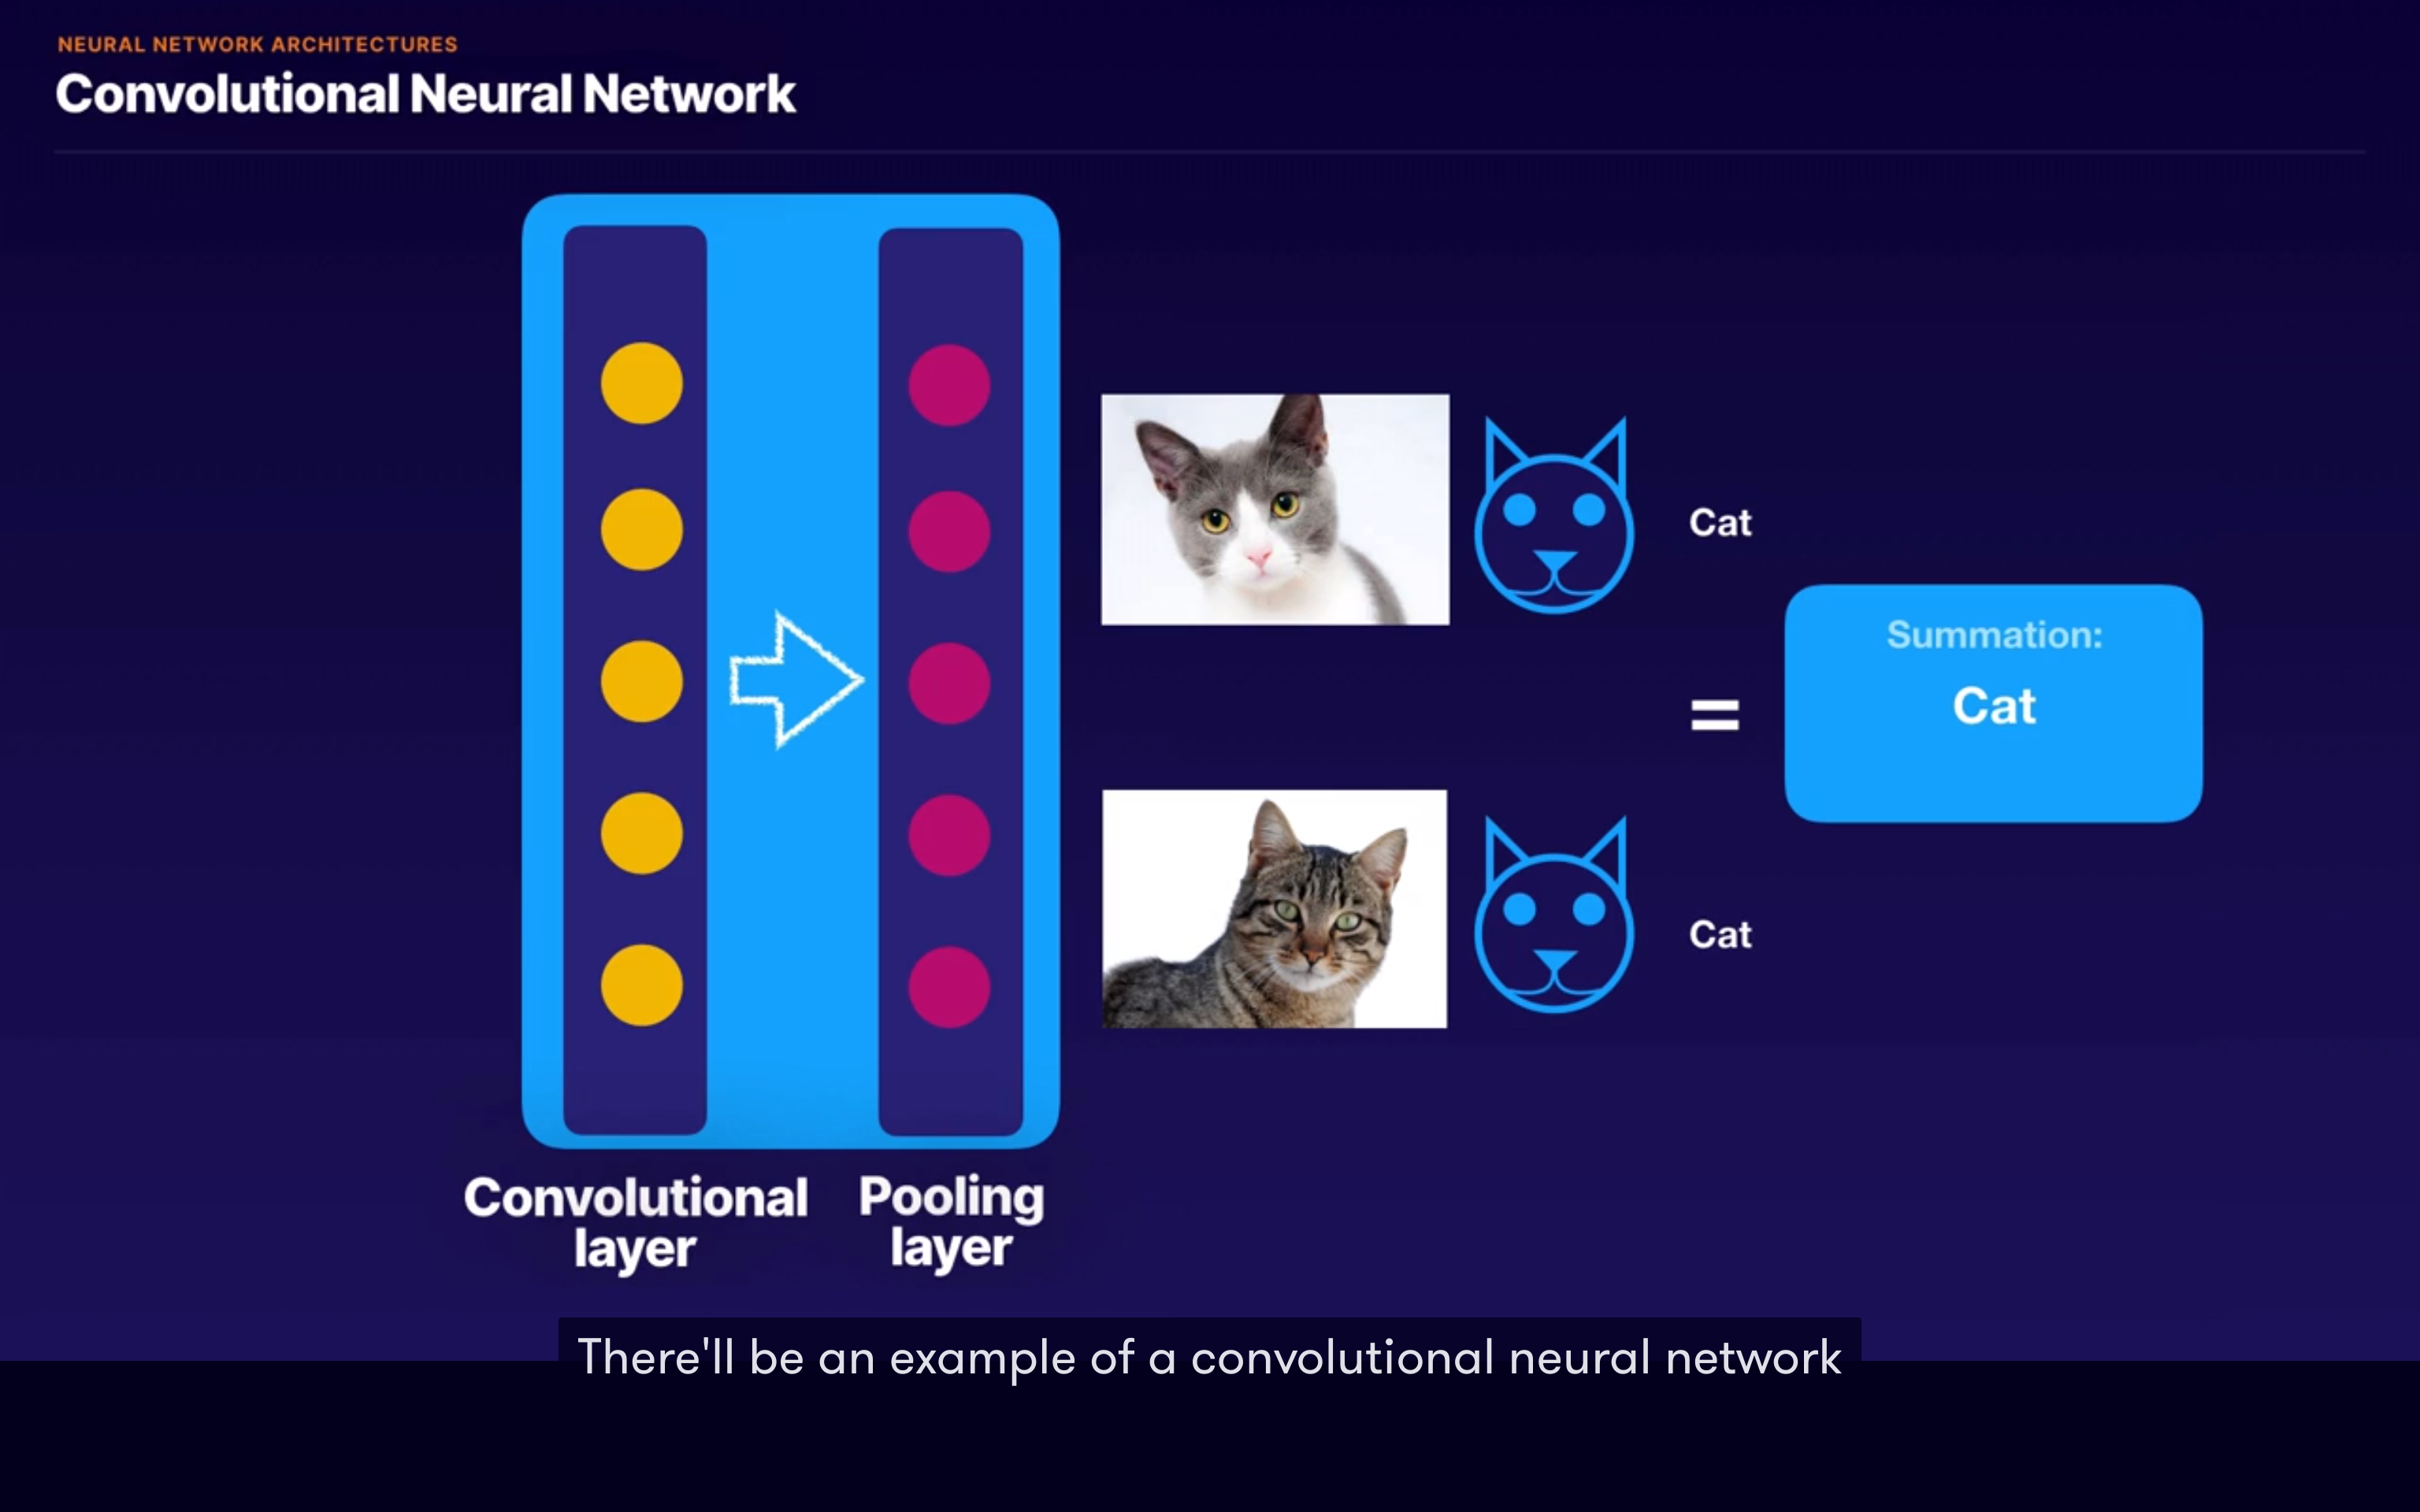 NEURAL NETWORK ARCHITECTURES
Convolutional Neural Network
Cat
Summation:
Cat
=
Cat
Convolutional
layer
Pooling
layer
There'll be an example of a convolutional neural network